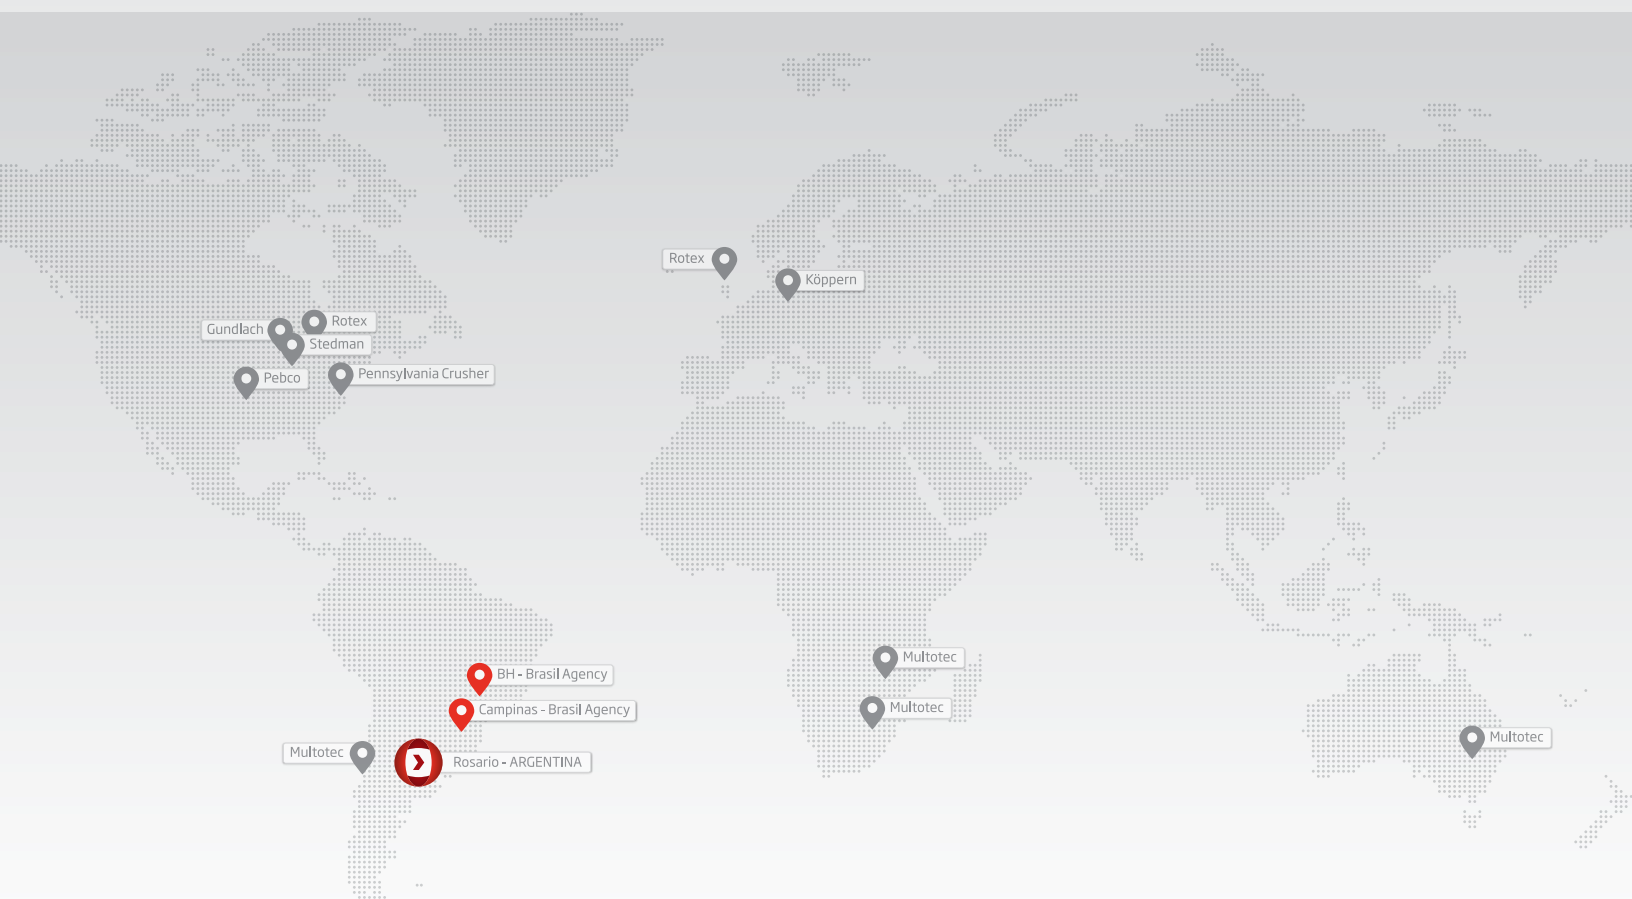 Rotex
Köppern
Rotex
Gundlach
Stedman
Pennsylvania Crusher
Pebco
Multotec
BH - Brasil Agency
Multotec
Campinas - Brasil Agency
Multotec
Multotec
Rosario - ARGENTINA